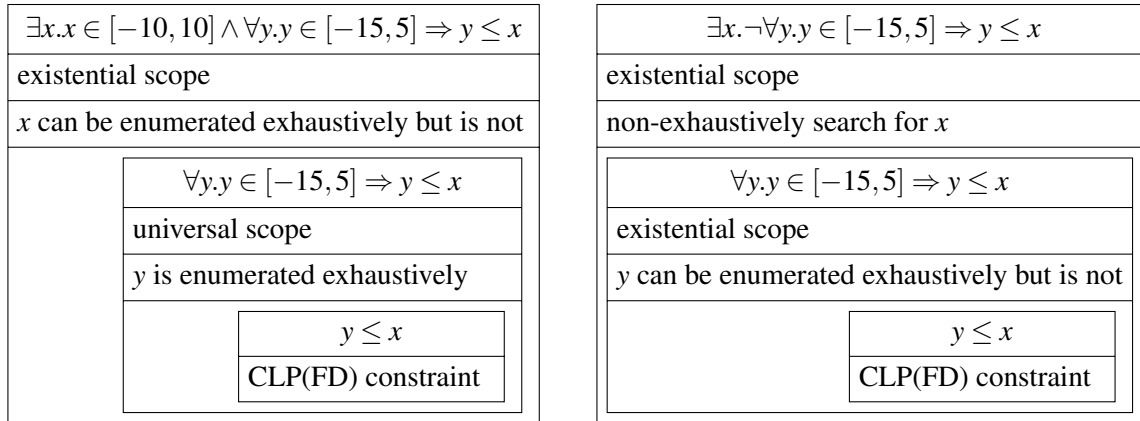 ∃x.x ∈ [−10,10] ∧ ∀y.y ∈ [−15,5] ⇒ y ≤ x
existential scope
x can be enumerated exhaustively but is not
∀y.y ∈ [−15,5] ⇒ y ≤ x
universal scope
y is enumerated exhaustively
y ≤ x
CLP(FD) constraint
∃x.¬∀y.y ∈ [−15,5] ⇒ y ≤ x
existential scope
non-exhaustively search for x
∀y.y ∈ [−15,5] ⇒ y ≤ x
existential scope
y can be enumerated exhaustively but is not
y ≤ x
CLP(FD) constraint